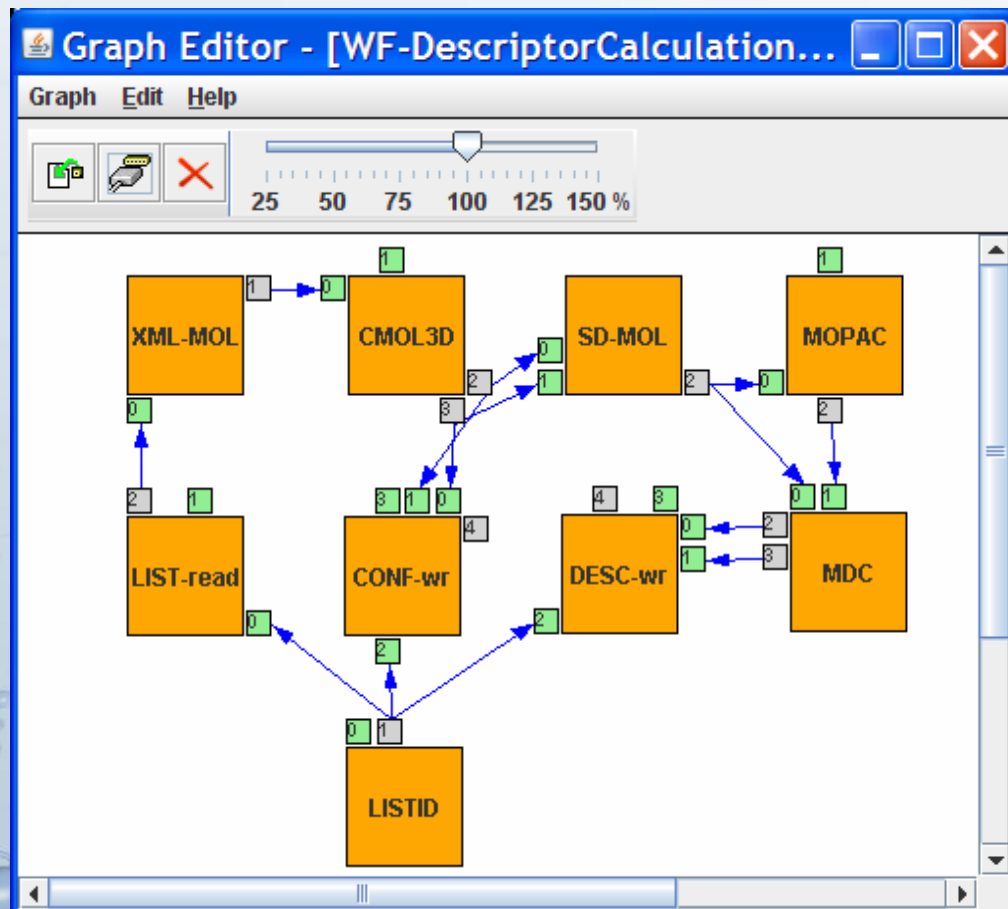 Graph Editor - [WF-DescriptorCalculation...
Graph Edit Help
25 50 75 100 125 150 %
1 1
XML-MOL 1 0 CMOL3D SD-MOL MOPAC
0 1 2 2 0
0 3 2
2 1 3 1 0 4 3 0 1
LIST-read CONF-wr 4 DESC-wr 0 1 2 3 MDC
0 2 2
0 1
LISTID